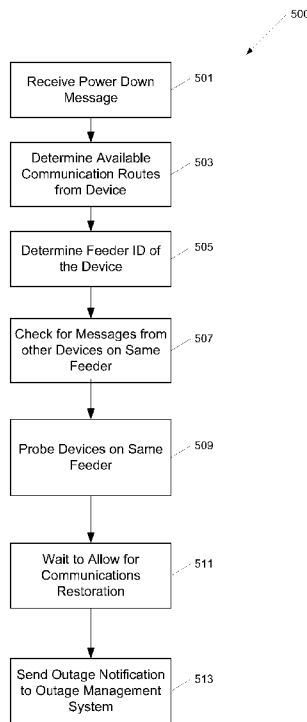 500
Receive Power Down
Message
501
Determine Available
Communication Routes
from Device
503
Determine Feeder ID of
the Device
505
Check for Messages from
other Devices on Same
Feeder
507
Probe Devices on Same
Feeder
509
Wait to Allow for
Communications
Restoration
511
Send Outage Notification
to Outage Management
System
513